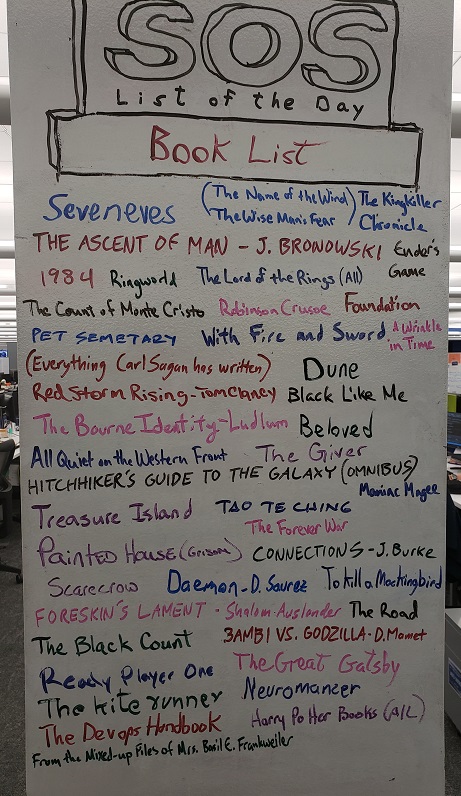 SOS
List of the Day
Book List
Seveneves (The Name of the Wind) The Kingkiller
The Wise Man's Fear Chronicle
THE ASCENT OF MAN - J. BRONOWSKI Ender's
1984 Ringworld The Lord of the Rings (All) Game
The Count of Monte Cristo Robinson Crusoe Foundation
PET SEMETARY With Fire and Sword A Wrinkle
in Time
(Everything Carl Sagan has written) Dune
Red Storm Rising - Tom Clancy Black Like Me
The Bourne Identity - Ludlum Beloved
All Quiet on the Western Front The Giver
HITCHHIKER'S GUIDE TO THE GALAXY (OMNIBUS)
Maniac Magee
Treasure Island TAO TE CHING
The Forever War
Painted House (Grisom) CONNECTIONS - J. Burke
Scarecrow Daemon - D. Saurez To kill a Mockingbird
FORESKIN'S LAMENT - Shalom Auslander The Road
The Black Count BAMBI VS. GODZILLA - D. Mamet
Ready Player One The Great Gatsby
The kite runner Neuromancer
The Devops Handbook Harry Potter Books (ALL)
From the Mixed-up Files of Mrs. Basil E. Frankweiler